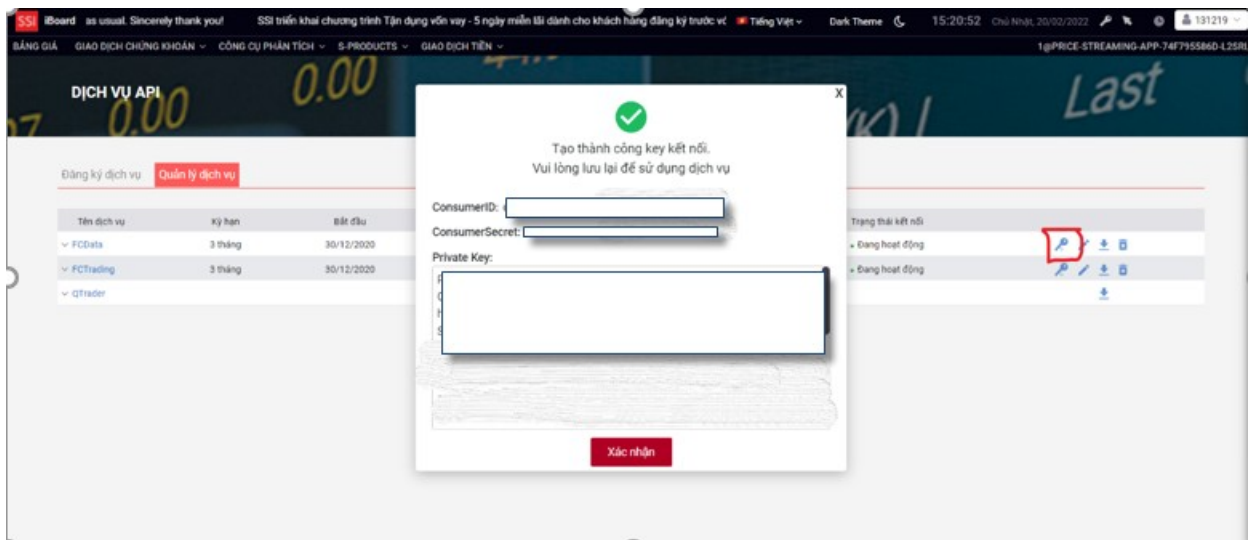 SSI iBoard as usual. Sincerely thank you! SSI triển khai chương trình Tận dụng vốn vay - 5 ngày miễn lãi dành cho khách hàng đăng ký trước Tiếng Việt Dark Theme 15:20:52 Chủ Nhật, 20/02/2022 131219
BẢNG GIÁ GIAO DỊCH CHỨNG KHOÁN CÔNG CỤ PHÂN TÍCH S-PRODUCTS GIAO DỊCH TIỀN 1@PRICE-STREAMING-APP-74F795586D-L2SRL
DỊCH VỤ API
0.00 0.00 Last
Đăng ký dịch vụ Quản lý dịch vụ
Tên dịch vụ Kỳ hạn Bắt đầu Trạng thái kết nối
FCData 3 tháng 30/12/2020 Đang hoạt động
FCTrading 3 tháng 30/12/2020 Đang hoạt động
QTrader
X
Tạo thành công key kết nối.
Vui lòng lưu lại để sử dụng dịch vụ
ConsumerID:
ConsumerSecret:
Private Key:
Xác nhận